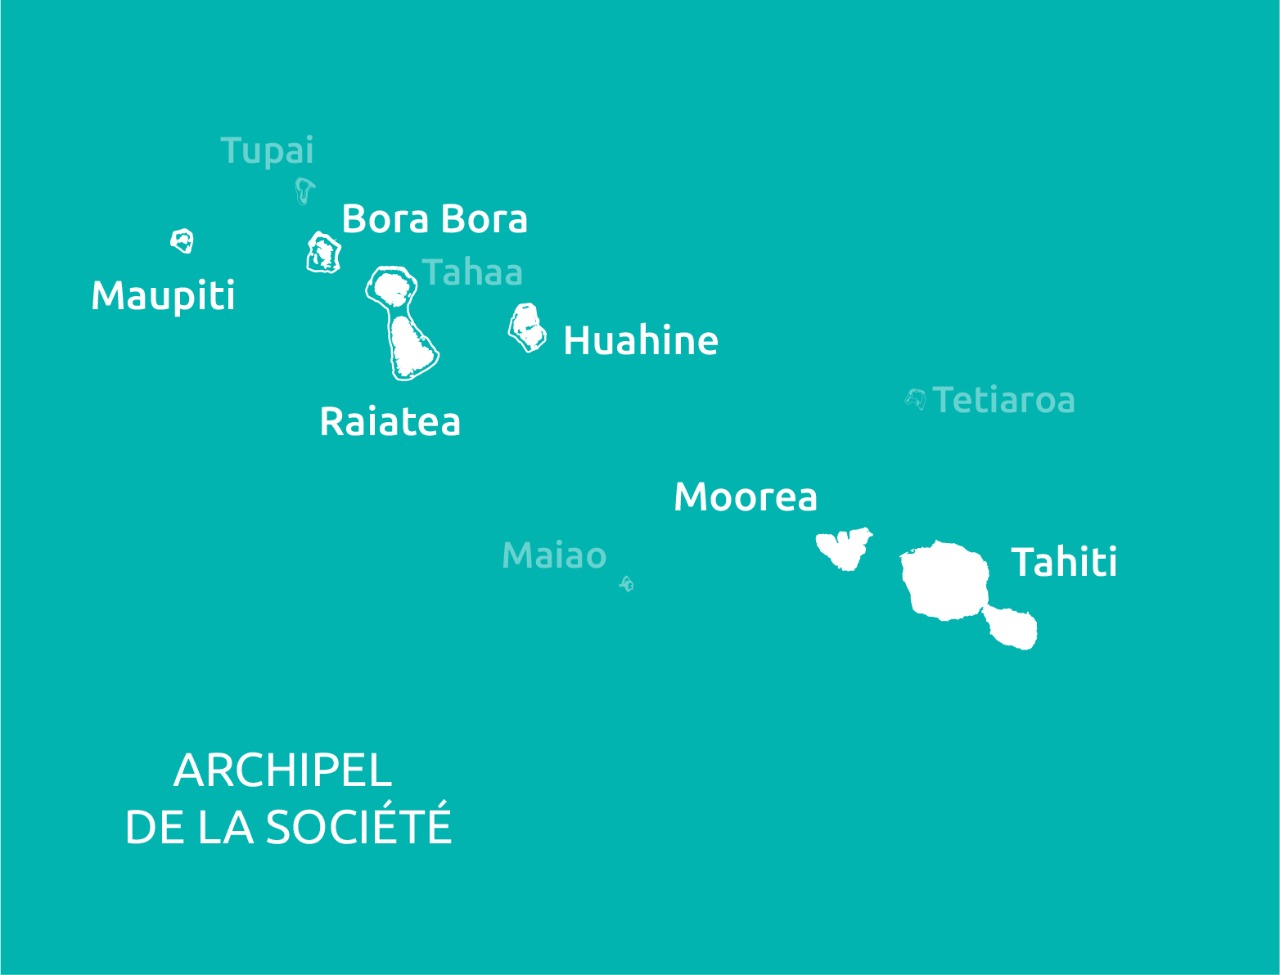 Tupai
Bora Bora
Tahaa
Maupiti
Huahine
Raiatea
Tetiaroa
Moorea
Maiao
Tahiti
ARCHIPEL
DE LA SOCIÉTÉ